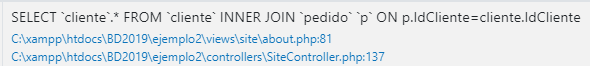 SELECT `cliente`.* FROM `cliente` INNER JOIN `pedido` `p` ON p.IdCliente=cliente.IdCliente
C:\xampp\htdocs\BD2019\ejemplo2\views\site\about.php:81
C:\xampp\htdocs\BD2019\ejemplo2\controllers\SiteController.php:137